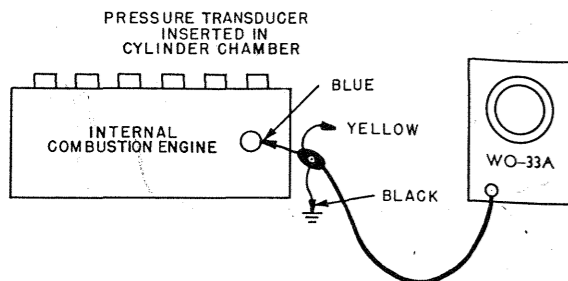 PRESSURE TRANSDUCER
INSERTED IN
CYLINDER CHAMBER
BLUE
INTERNAL
COMBUSTION ENGINE
YELLOW
WO-33A
BLACK